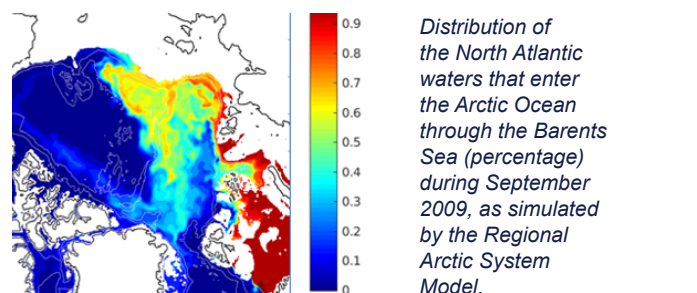 0.9
0.8
0.7
0.6
0.5
0.4
0.3
0.2
0.1
0
Distribution of
the North Atlantic
waters that enter
the Arctic Ocean
through the Barents
Sea (percentage)
during September
2009, as simulated
by the Regional
Arctic System
Model.